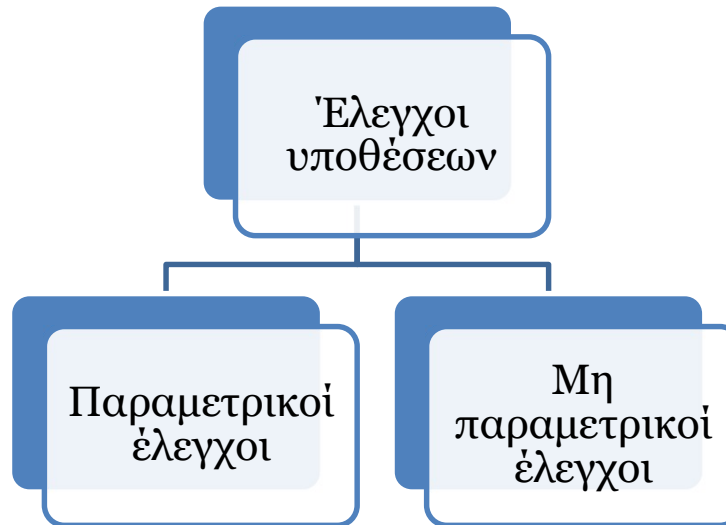 Έλεγχοι
υποθέσεων
Παραμετρικοί
έλεγχοι
Μη
παραμετρικοί
έλεγχοι